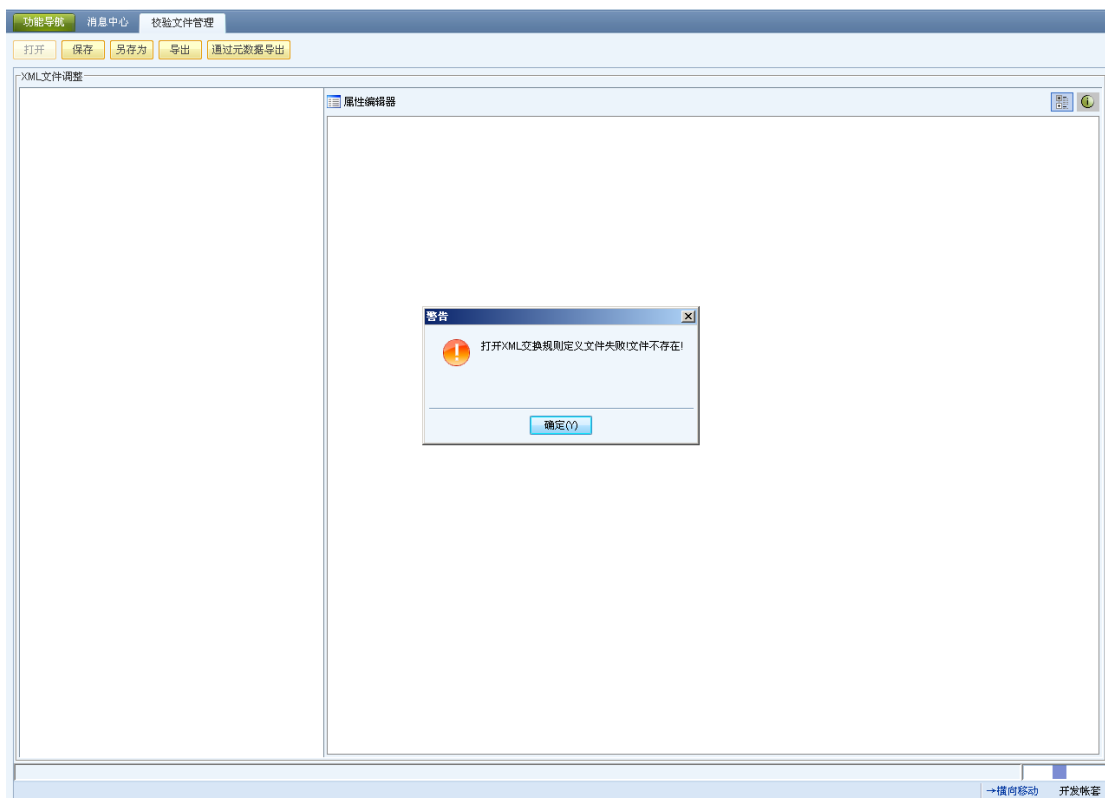 功能导航 消息中心 校验文件管理
打开 保存 另存为 导出 通过元数据导出
XML文件调整
属性编辑器
警告
打开XML交换规则定义文件失败!文件不存在!
确定(Y)
→横向移动 开发帐套